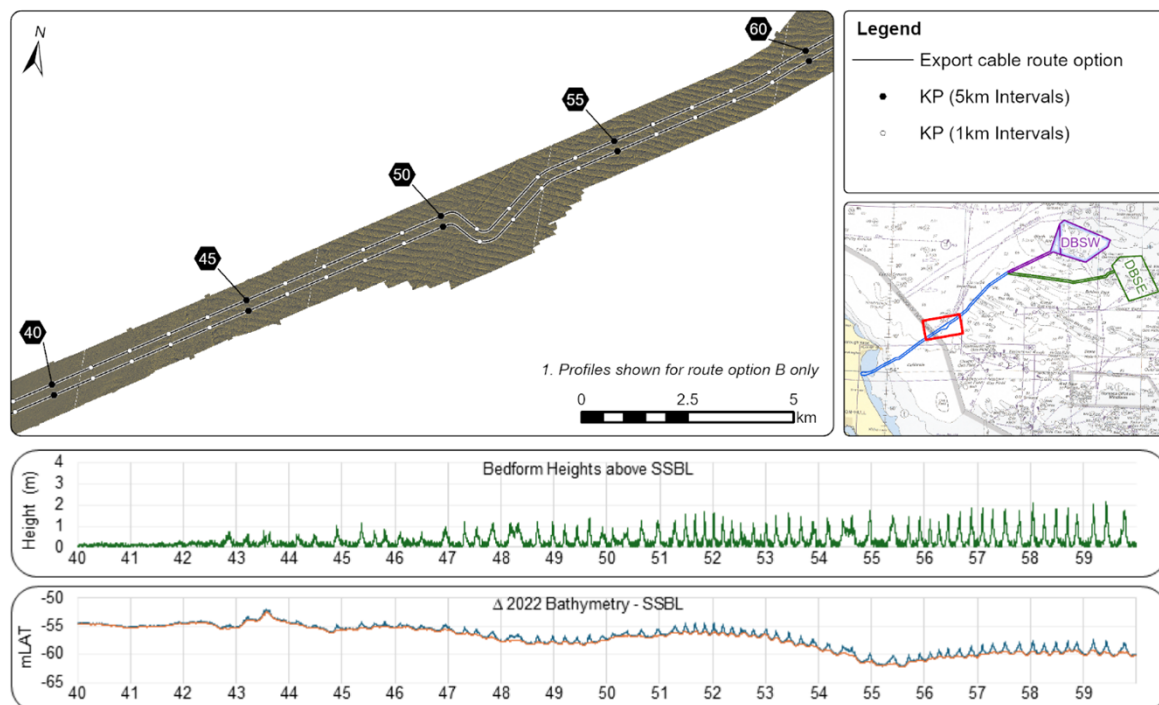 N
60
55
50
45
40
1. Profiles shown for route option B only
0 2.5 5
km
Legend
Export cable route option
KP (5km Intervals)
KP (1km Intervals)
DBSW
DBSE
Bedform Heights above SSBL
Height (m)
4
3
2
1
0
40 41 42 43 44 45 46 47 48 49 50 51 52 53 54 55 56 57 58 59
Δ 2022 Bathymetry - SSBL
mLAT
-50
-55
-60
-65
40 41 42 43 44 45 46 47 48 49 50 51 52 53 54 55 56 57 58 59